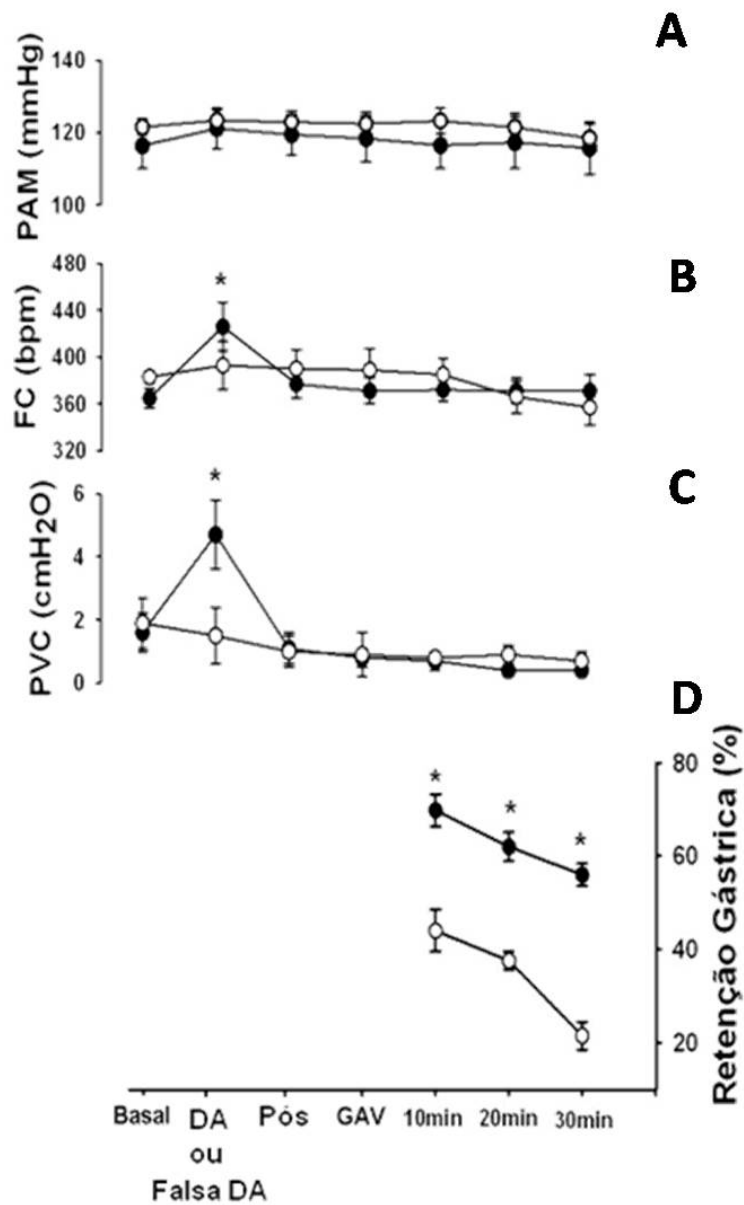 A
PAM (mmHg)
140
120
100
B
FC (bpm)
480
*
440
400
360
320
C
PVC (cmH2O)
*
6
4
2
0
D
Retenção Gástrica (%)
80
*
*
*
60
40
20
Basal DA Pós GAV 10min 20min 30min
ou
Falsa DA